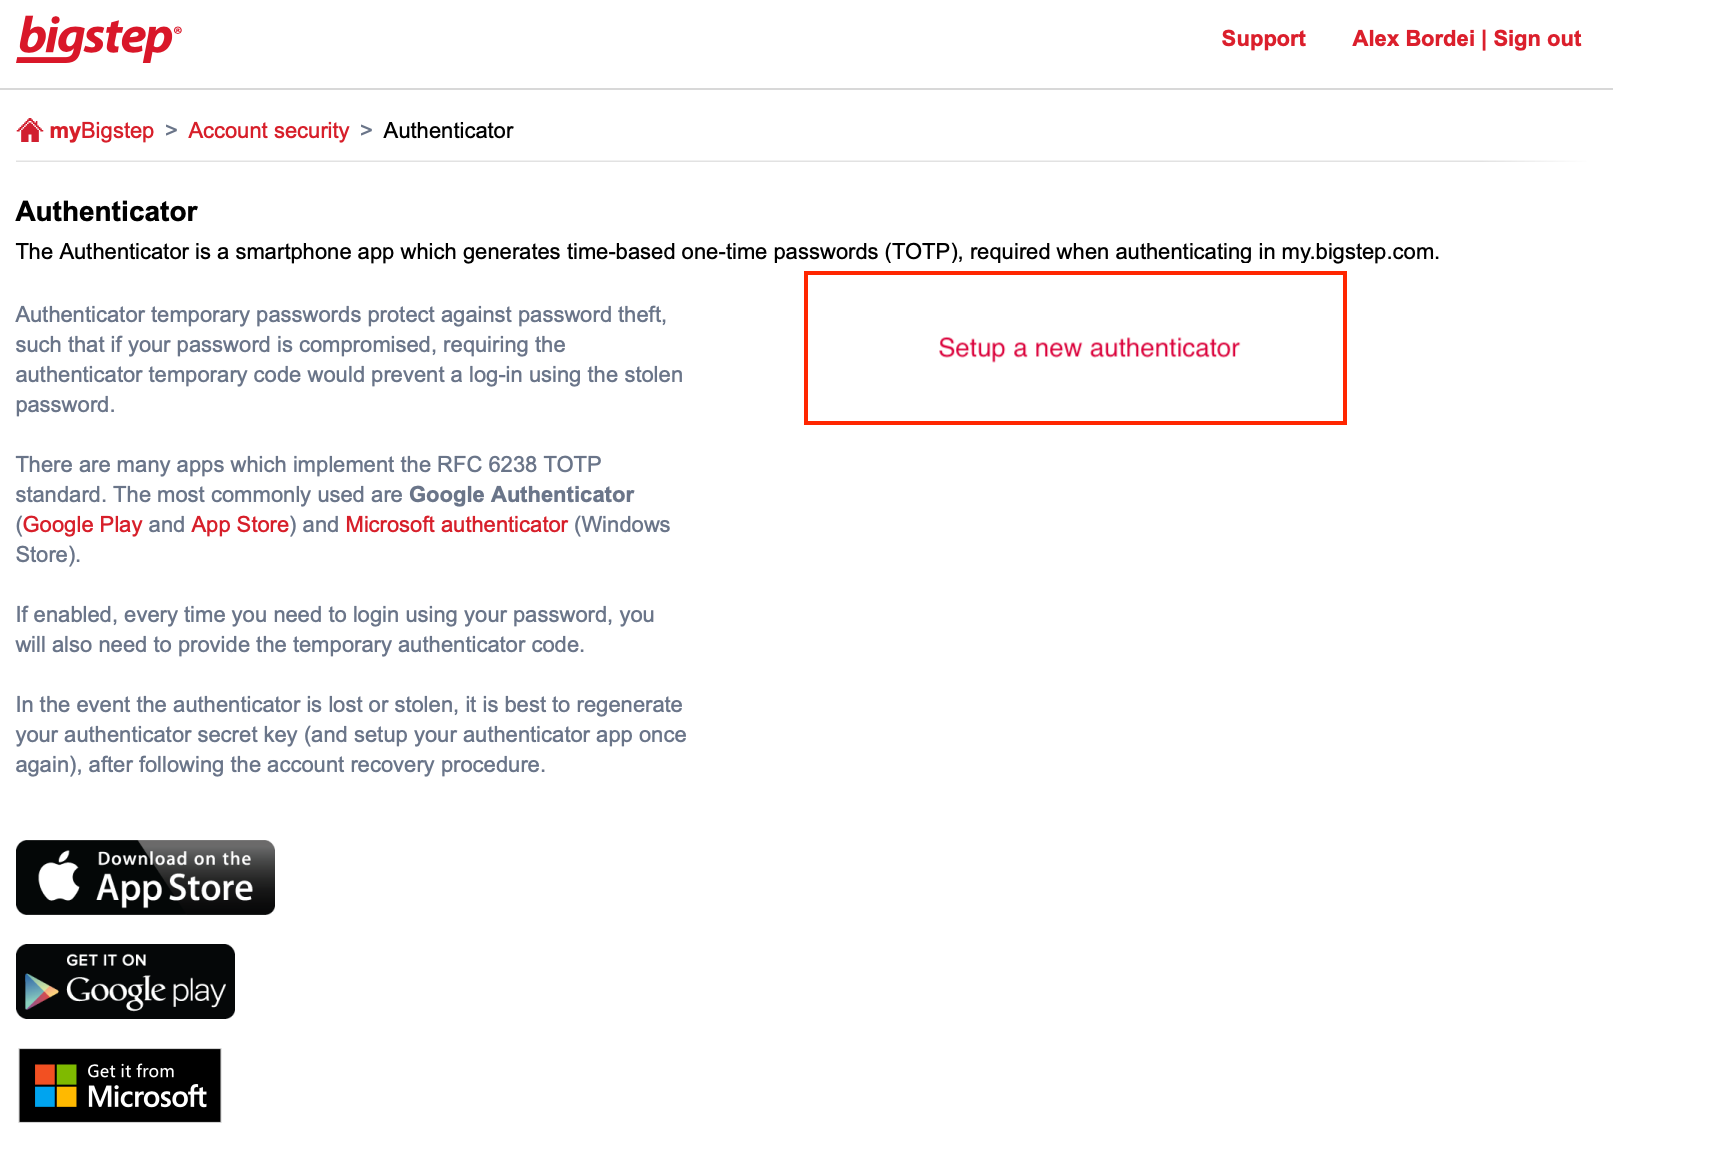 bigstep®
Support
Alex Bordei | Sign out
myBigstep > Account security > Authenticator
Authenticator
The Authenticator is a smartphone app which generates time-based one-time passwords (TOTP), required when authenticating in my.bigstep.com.
Authenticator temporary passwords protect against password theft,
such that if your password is compromised, requiring the
authenticator temporary code would prevent a log-in using the stolen
password.
Setup a new authenticator
There are many apps which implement the RFC 6238 TOTP
standard. The most commonly used are Google Authenticator
(Google Play and App Store) and Microsoft authenticator (Windows
Store).
If enabled, every time you need to login using your password, you
will also need to provide the temporary authenticator code.
In the event the authenticator is lost or stolen, it is best to regenerate
your authenticator secret key (and setup your authenticator app once
again), after following the account recovery procedure.
Download on the
App Store
GET IT ON
Google play
Get it from
Microsoft